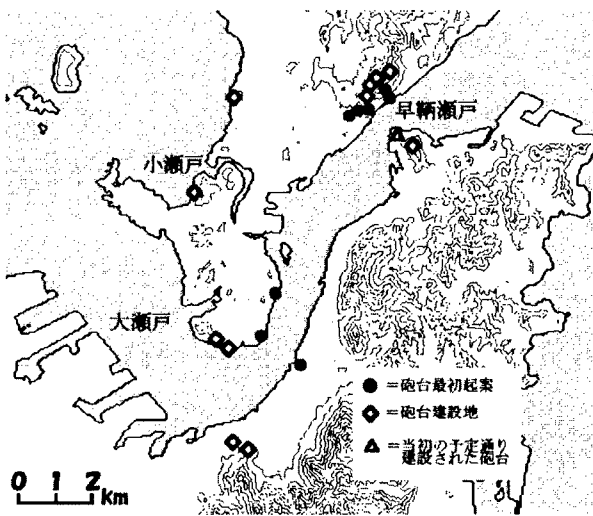 早鞆瀬戸
小瀬戸
大瀬戸
●=砲台最初起案
◇=砲台建設地
△=当初の予定通り
建設された砲台
0 1 2
km